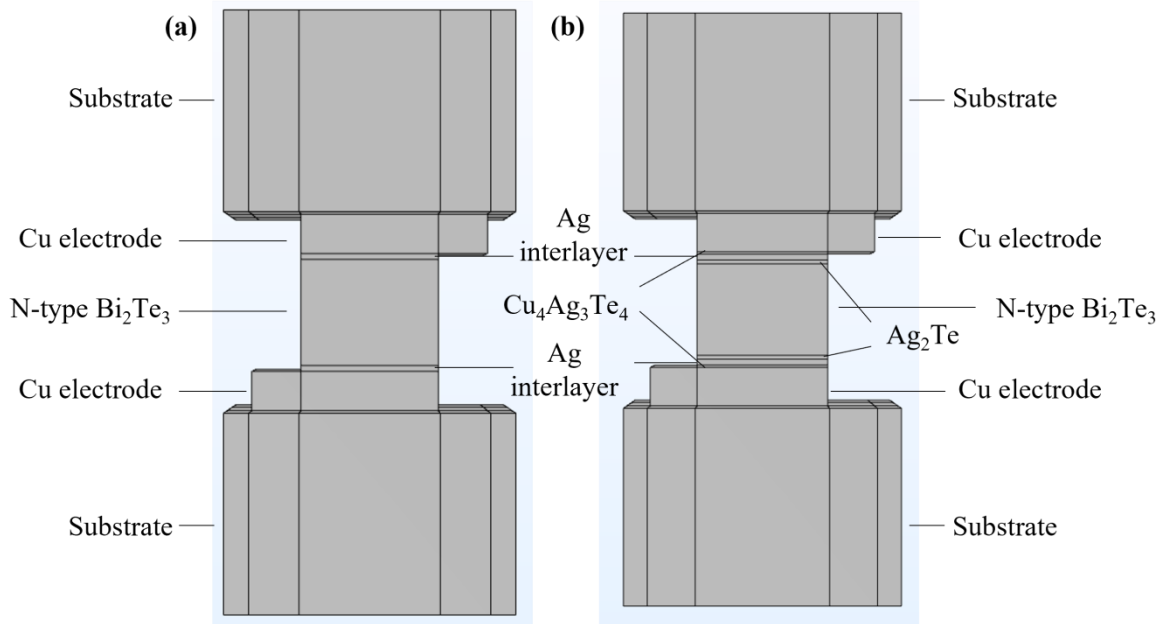 (a)
(b)
Substrate
Substrate
Ag
interlayer
Cu electrode
Cu electrode
N-type Bi₂Te₃
Cu₄Ag₃Te₄
N-type Bi₂Te₃
Ag₂Te
Ag
interlayer
Cu electrode
Cu electrode
Substrate
Substrate